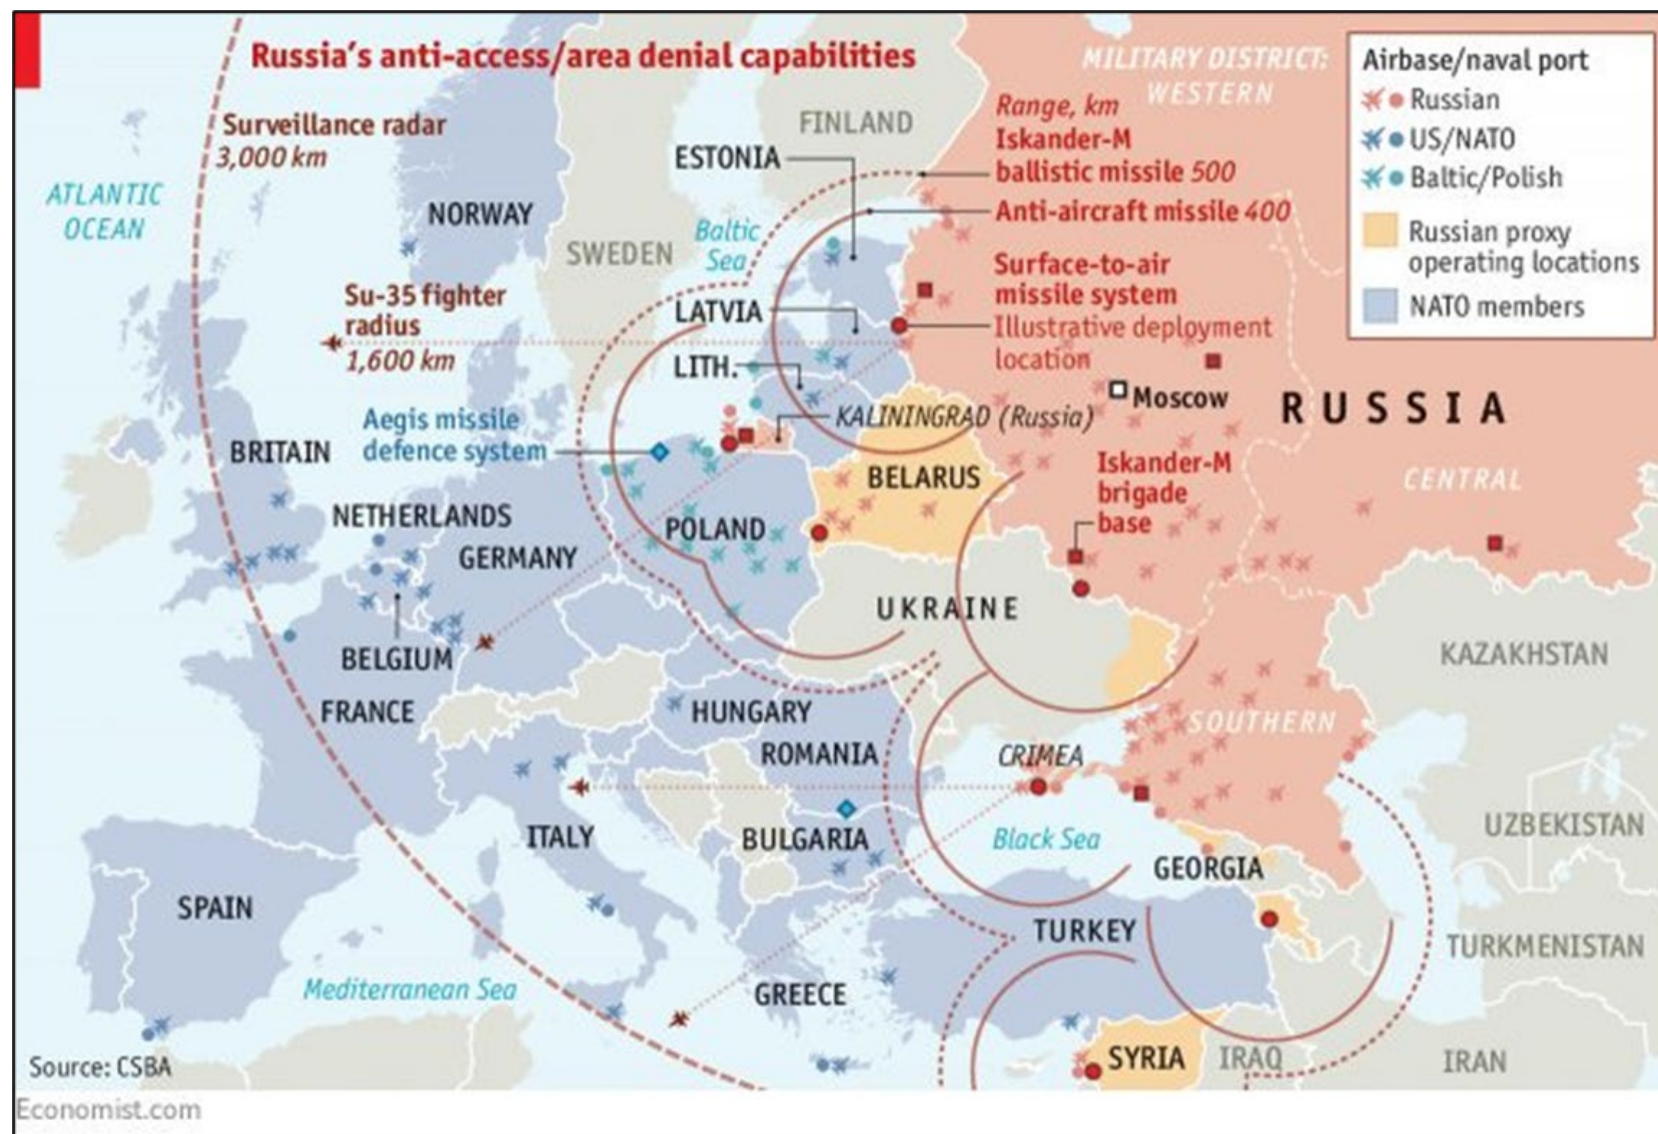 Russia's anti-access/area denial capabilities
MILITARY DISTRICT:
WESTERN
Airbase/naval port
Russian
US/NATO
Baltic/Polish
Russian proxy
operating locations
NATO members
Surveillance radar
3,000 km
FINLAND
Range, km
Iskander-M
ballistic missile 500
Anti-aircraft missile 400
ESTONIA
ATLANTIC
OCEAN
NORWAY
SWEDEN
Baltic
Sea
Surface-to-air
missile system
Illustrative deployment
location
Su-35 fighter
radius
1,600 km
LATVIA
LITH.
Moscow
RUSSIA
KALININGRAD (Russia)
Aegis missile
defence system
BRITAIN
BELARUS
Iskander-M
brigade
base
CENTRAL
NETHERLANDS
POLAND
GERMANY
UKRAINE
BELGIUM
KAZAKHSTAN
FRANCE
HUNGARY
SOUTHERN
ROMANIA
CRIMEA
ITALY
BULGARIA
Black Sea
UZBEKISTAN
GEORGIA
SPAIN
TURKEY
TURKMENISTAN
Mediterranean Sea
GREECE
SYRIA
IRAQ
IRAN
Source: CSBA
Economist.com